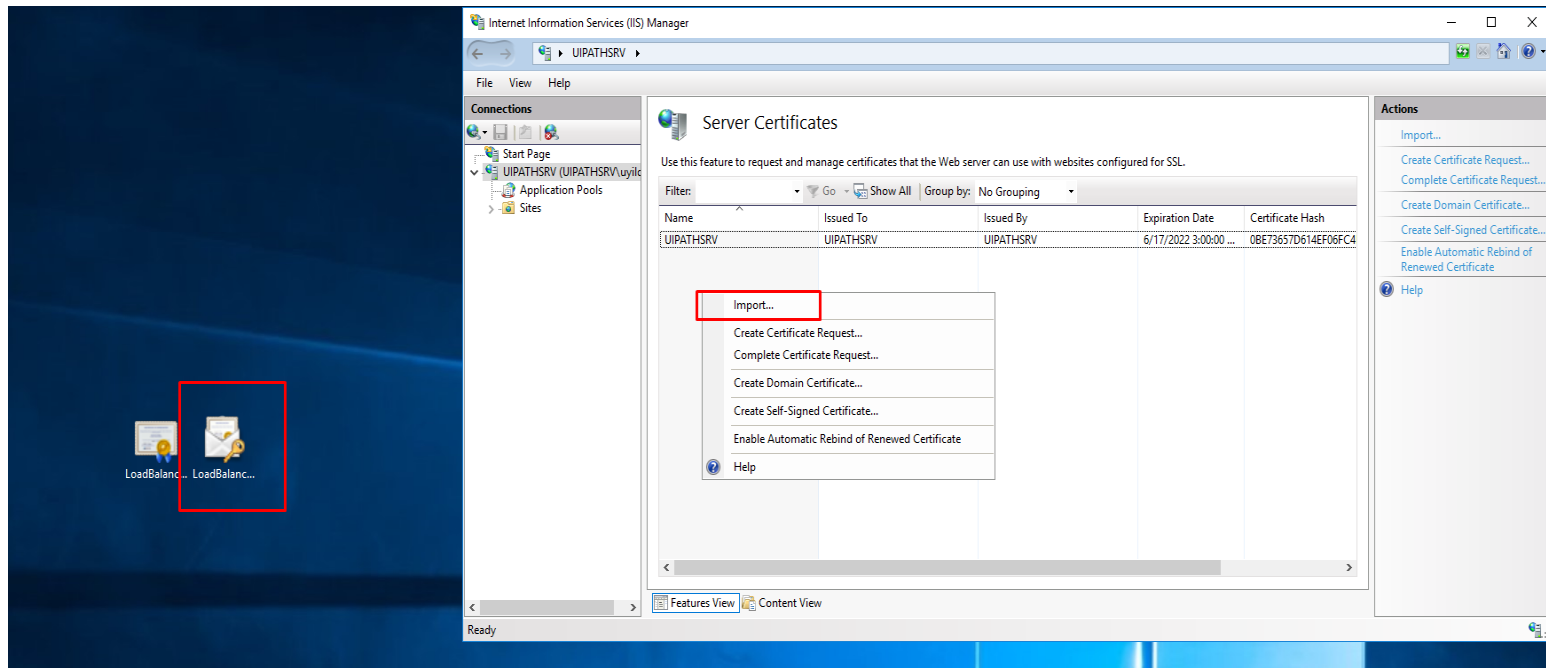 Internet Information Services (IIS) Manager
UIPATHSRV
File View Help
Connections
Start Page
UIPATHSRV (UIPATHSRV\uyilc
Application Pools
Sites
Server Certificates
Use this feature to request and manage certificates that the Web server can use with websites configured for SSL.
Filter: Go Show All Group by: No Grouping
Name Issued To Issued By Expiration Date Certificate Hash
UIPATHSRV UIPATHSRV UIPATHSRV 6/17/2022 3:00:00 ... 0BE73657D614EF06FC4
Import...
Create Certificate Request...
Complete Certificate Request...
Create Domain Certificate...
Create Self-Signed Certificate...
Enable Automatic Rebind of Renewed Certificate
Help
Features View Content View
Ready
Actions
Import...
Create Certificate Request...
Complete Certificate Request...
Create Domain Certificate...
Create Self-Signed Certificate...
Enable Automatic Rebind of
Renewed Certificate
Help
LoadBalanc... LoadBalanc...